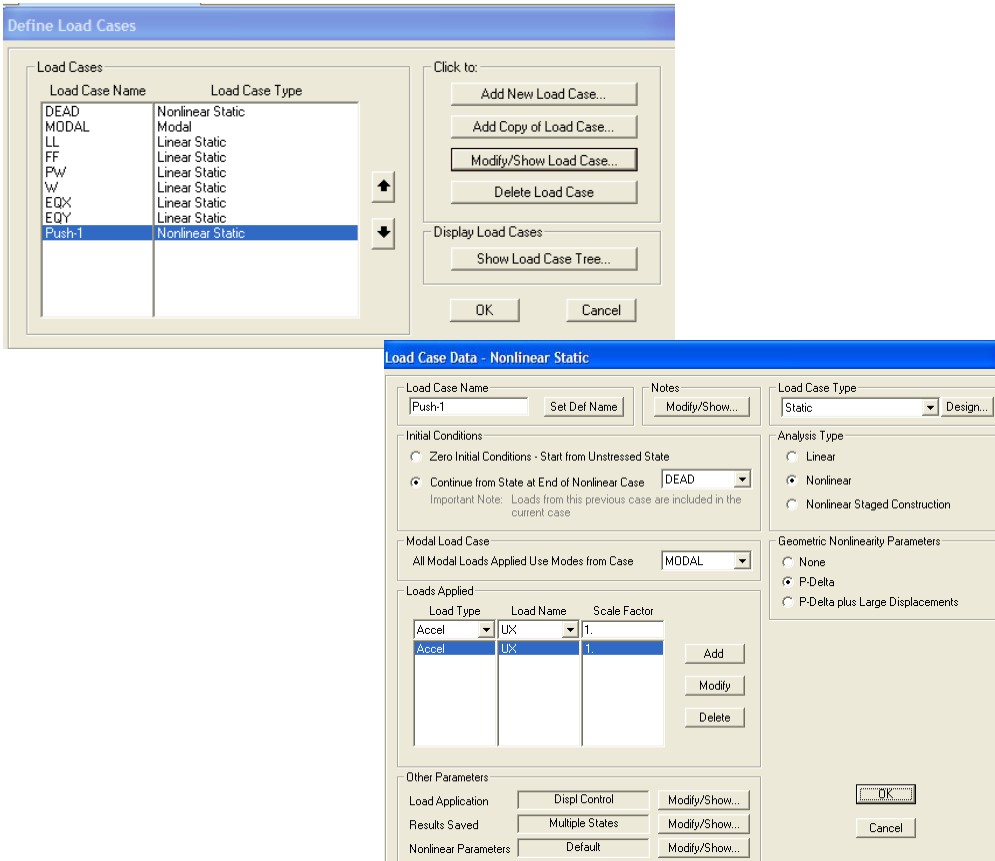 Define Load Cases
Load Cases
Load Case Name Load Case Type
DEAD Nonlinear Static
MODAL Modal
LL Linear Static
FF Linear Static
PW Linear Static
W Linear Static
EQX Linear Static
EQY Linear Static
Push-1 Nonlinear Static
Click to:
Add New Load Case...
Add Copy of Load Case...
Modify/Show Load Case...
Delete Load Case
Display Load Cases
Show Load Case Tree...
OK Cancel
Load Case Data - Nonlinear Static
Load Case Name
Push-1 Set Def Name
Notes
Modify/Show...
Load Case Type
Static Design...
Initial Conditions
Zero Initial Conditions - Start from Unstressed State
Continue from State at End of Nonlinear Case DEAD
Important Note: Loads from this previous case are included in the
current case
Analysis Type
Linear
Nonlinear
Nonlinear Staged Construction
Modal Load Case
All Modal Loads Applied Use Modes from Case MODAL
Geometric Nonlinearity Parameters
None
P-Delta
P-Delta plus Large Displacements
Loads Applied
Load Type Load Name Scale Factor
Accel UX 1.
Accel UX 1.
Add
Modify
Delete
Other Parameters
Load Application Displ Control Modify/Show...
Results Saved Multiple States Modify/Show...
Nonlinear Parameters Default Modify/Show...
OK
Cancel